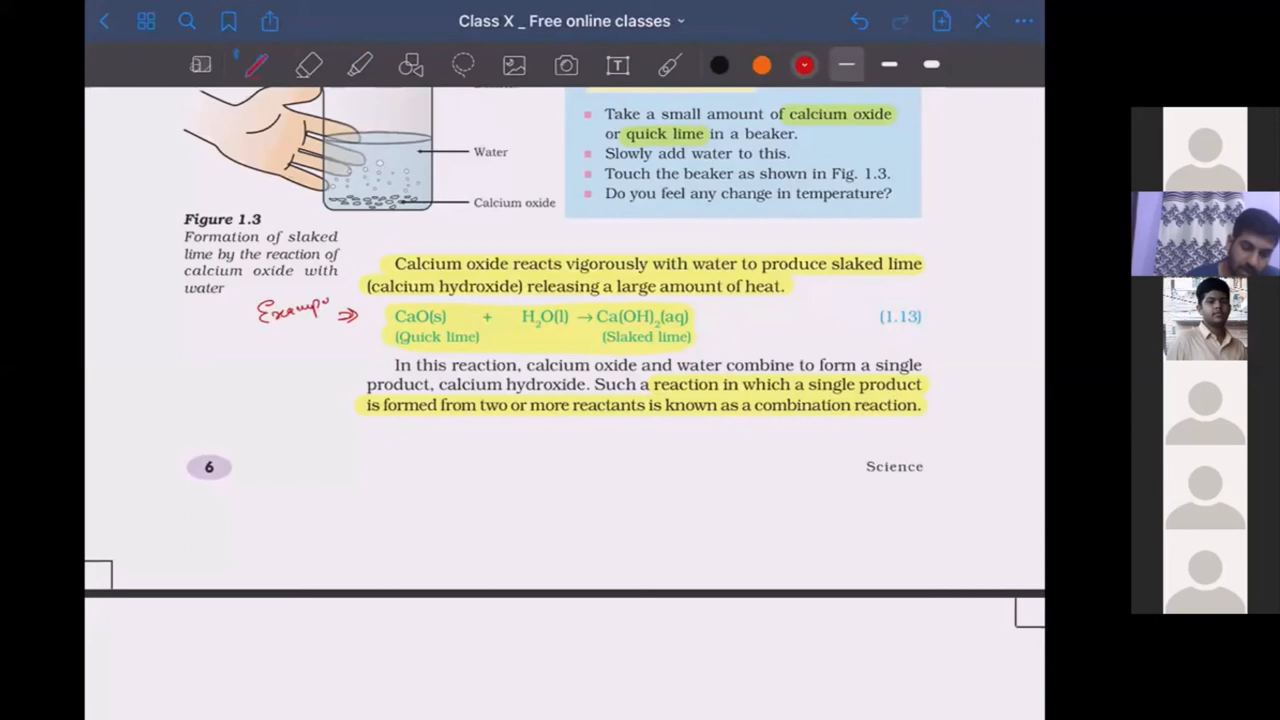 Class X _ Free online classes
Water
Calcium oxide
Figure 1.3
Formation of slaked
lime by the reaction of
calcium oxide with
water
Take a small amount of calcium oxide
or quick lime in a beaker.
Slowly add water to this.
Touch the beaker as shown in Fig. 1.3.
Do you feel any change in temperature?
Calcium oxide reacts vigorously with water to produce slaked lime
(calcium hydroxide) releasing a large amount of heat.
CaO(s) + H₂O(l) → Ca(OH)₂(aq) (1.13)
(Quick lime) (Slaked lime)
In this reaction, calcium oxide and water combine to form a single
product, calcium hydroxide. Such a reaction in which a single product
is formed from two or more reactants is known as a combination reaction.
6
Science